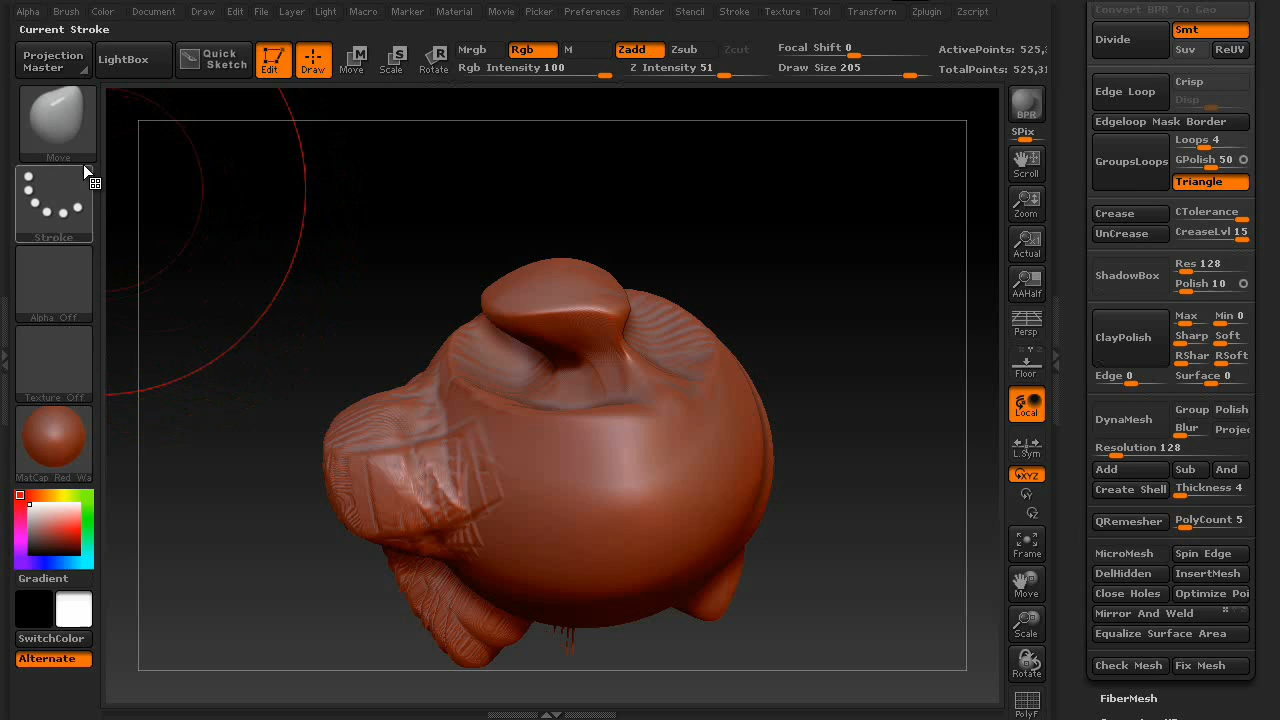 Alpha Brush Color Document Draw Edit File Layer Light Macro Marker Material Movie Picker Preferences Render Stencil Stroke Texture Tool Transform Zplugin Zscript
Current Stroke
Projection Master
LightBox
Quick Sketch
Edit
Draw
Move
Scale
Rotate
Mrgb Rgb M
Rgb Intensity 100
Zadd Zsub Zcut
Z Intensity 51
Focal Shift 0
Draw Size 205
ActivePoints: 525,
TotalPoints: 525,31
Move
Stroke
Alpha Off
Texture Off
MatCap Red Wa
Gradient
SwitchColor
Alternate
BPR
SPix
Scroll
Zoom
Actual
AAHalf
Persp
Floor
Local
L.Sym
XYZ
Frame
Move
Scale
Rotate
PolyF
Convert BPR To Geo
Divide
Smt
Suv ReUV
Edge Loop
Crisp
Disp
Edgeloop Mask Border
GroupsLoops
Loops 4
GPolish 50
Triangle
Crease CTolerance
UnCrease CreaseLvl 15
ShadowBox
Res 128
Polish 10
ClayPolish
Max Min 0
Sharp Soft
RShar RSoft
Edge 0 Surface 0
DynaMesh
Group Polish
Blur Projec
Resolution 128
Add Sub And
Create Shell Thickness 4
QRemesher PolyCount 5
MicroMesh Spin Edge
DelHidden InsertMesh
Close Holes Optimize Poi
Mirror And Weld
Equalize Surface Area
Check Mesh Fix Mesh
FiberMesh